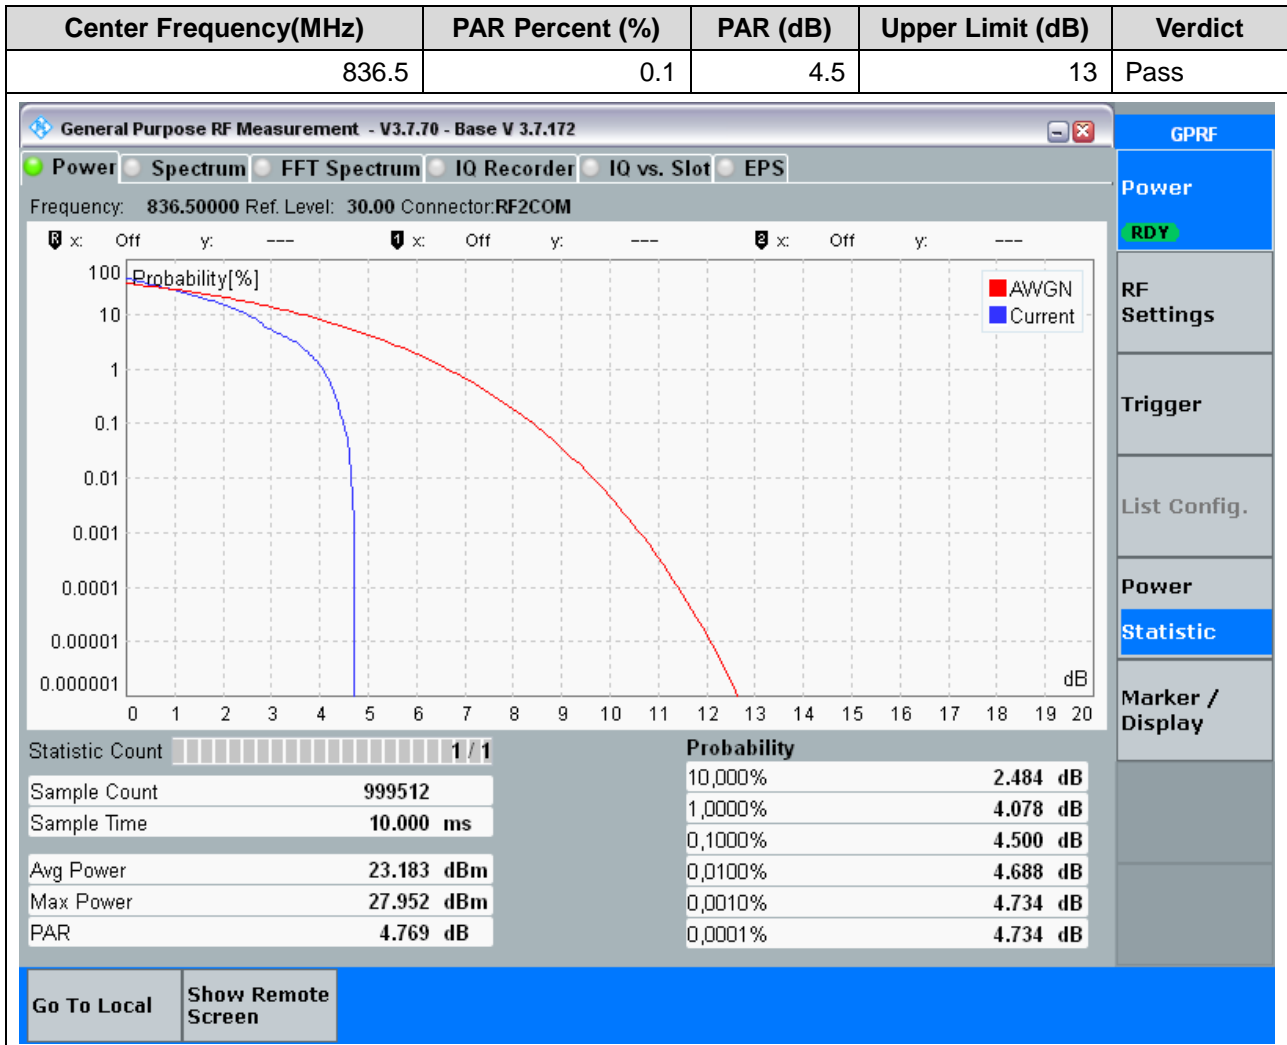 Center Frequency(MHz) PAR Percent (%) PAR (dB) Upper Limit (dB) Verdict
836.5 0.1 4.5 13 Pass
General Purpose RF Measurement - V3.7.70 - Base V 3.7.172
GPRF
Power Spectrum FFT Spectrum IQ Recorder IQ vs. Slot EPS
Frequency: 836.50000 Ref. Level: 30.00 Connector:RF2COM
R x: Off y: --- 1 x: Off y: --- 2 x: Off y: ---
Probability[%]
100
10
1
0.1
0.01
0.001
0.0001
0.00001
0.000001
AWGN
Current
dB
0 1 2 3 4 5 6 7 8 9 10 11 12 13 14 15 16 17 18 19 20
Statistic Count 1 / 1
Sample Count 999512
Sample Time 10.000 ms
Avg Power 23.183 dBm
Max Power 27.952 dBm
PAR 4.769 dB
Probability
10,000% 2.484 dB
1,0000% 4.078 dB
0,1000% 4.500 dB
0,0100% 4.688 dB
0,0010% 4.734 dB
0,0001% 4.734 dB
Power
RDY
RF
Settings
Trigger
List Config.
Power
Statistic
Marker /
Display
Go To Local
Show Remote
Screen